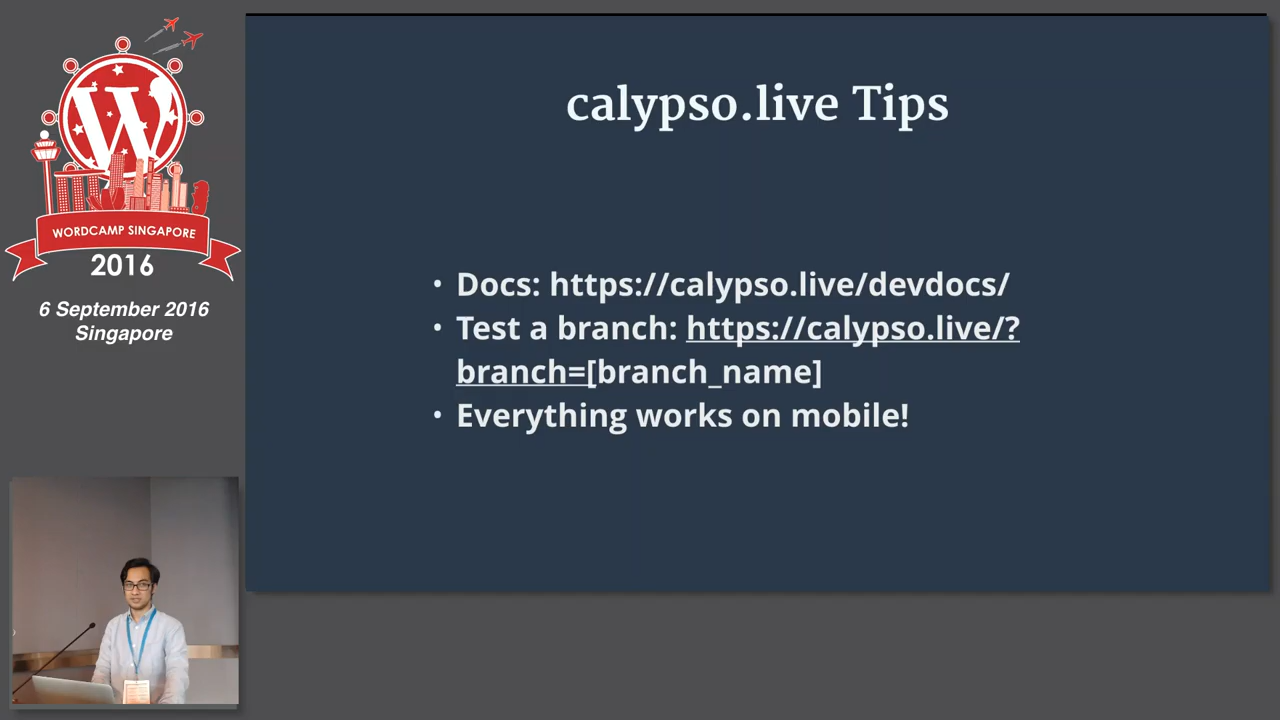 W
WORDCAMP SINGAPORE
2016
6 September 2016
Singapore
calypso.live Tips
• Docs: https://calypso.live/devdocs/
• Test a branch: https://calypso.live/?
branch=[branch_name]
• Everything works on mobile!